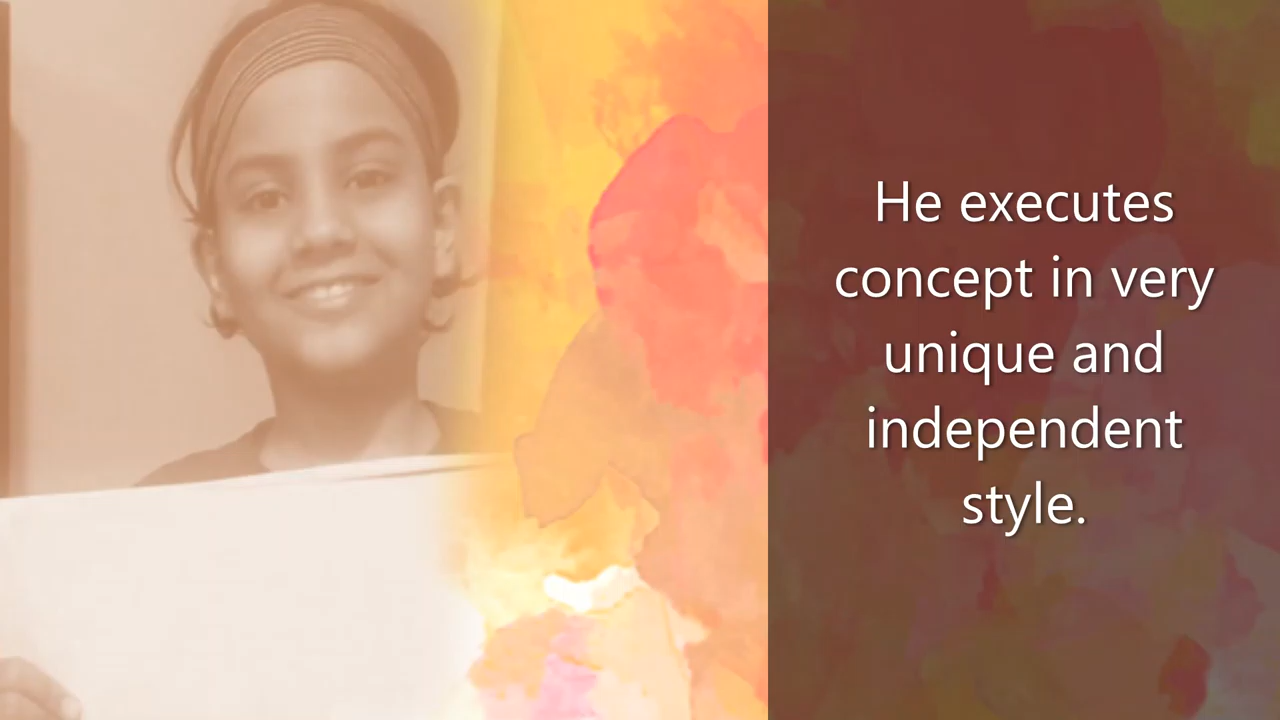 He executes
concept in very
unique and
independent
style.